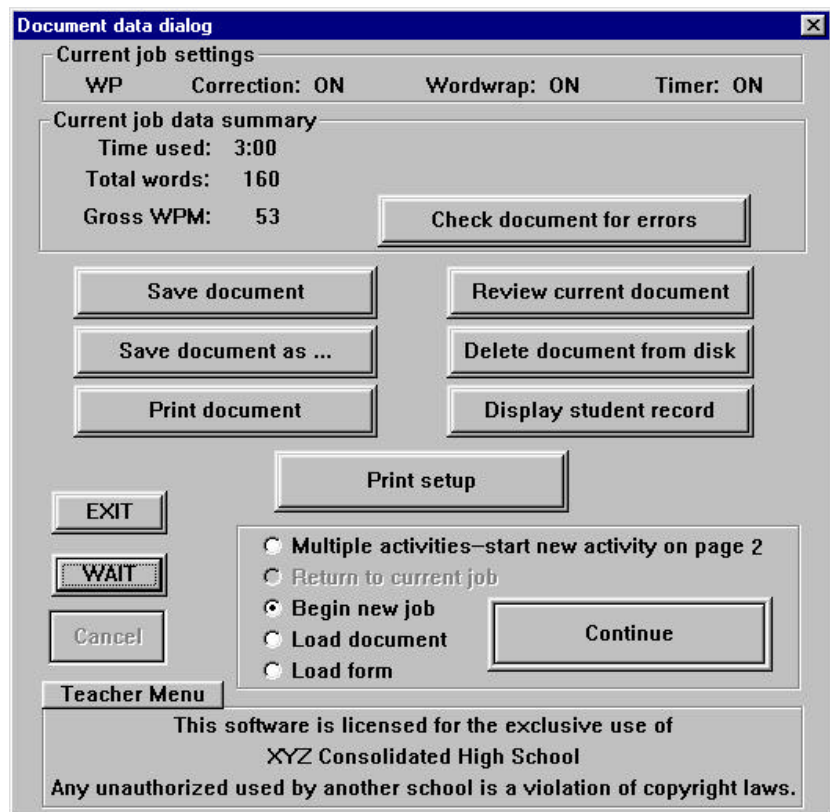 Document data dialog
Current job settings
WP Correction: ON Wordwrap: ON Timer: ON
Current job data summary
Time used: 3:00
Total words: 160
Gross WPM: 53
Check document for errors
Save document Review current document
Save document as ... Delete document from disk
Print document Display student record
Print setup
EXIT
WAIT
Cancel
Multiple activities–start new activity on page 2
Return to current job
Begin new job
Load document
Load form
Continue
Teacher Menu
This software is licensed for the exclusive use of
XYZ Consolidated High School
Any unauthorized used by another school is a violation of copyright laws.